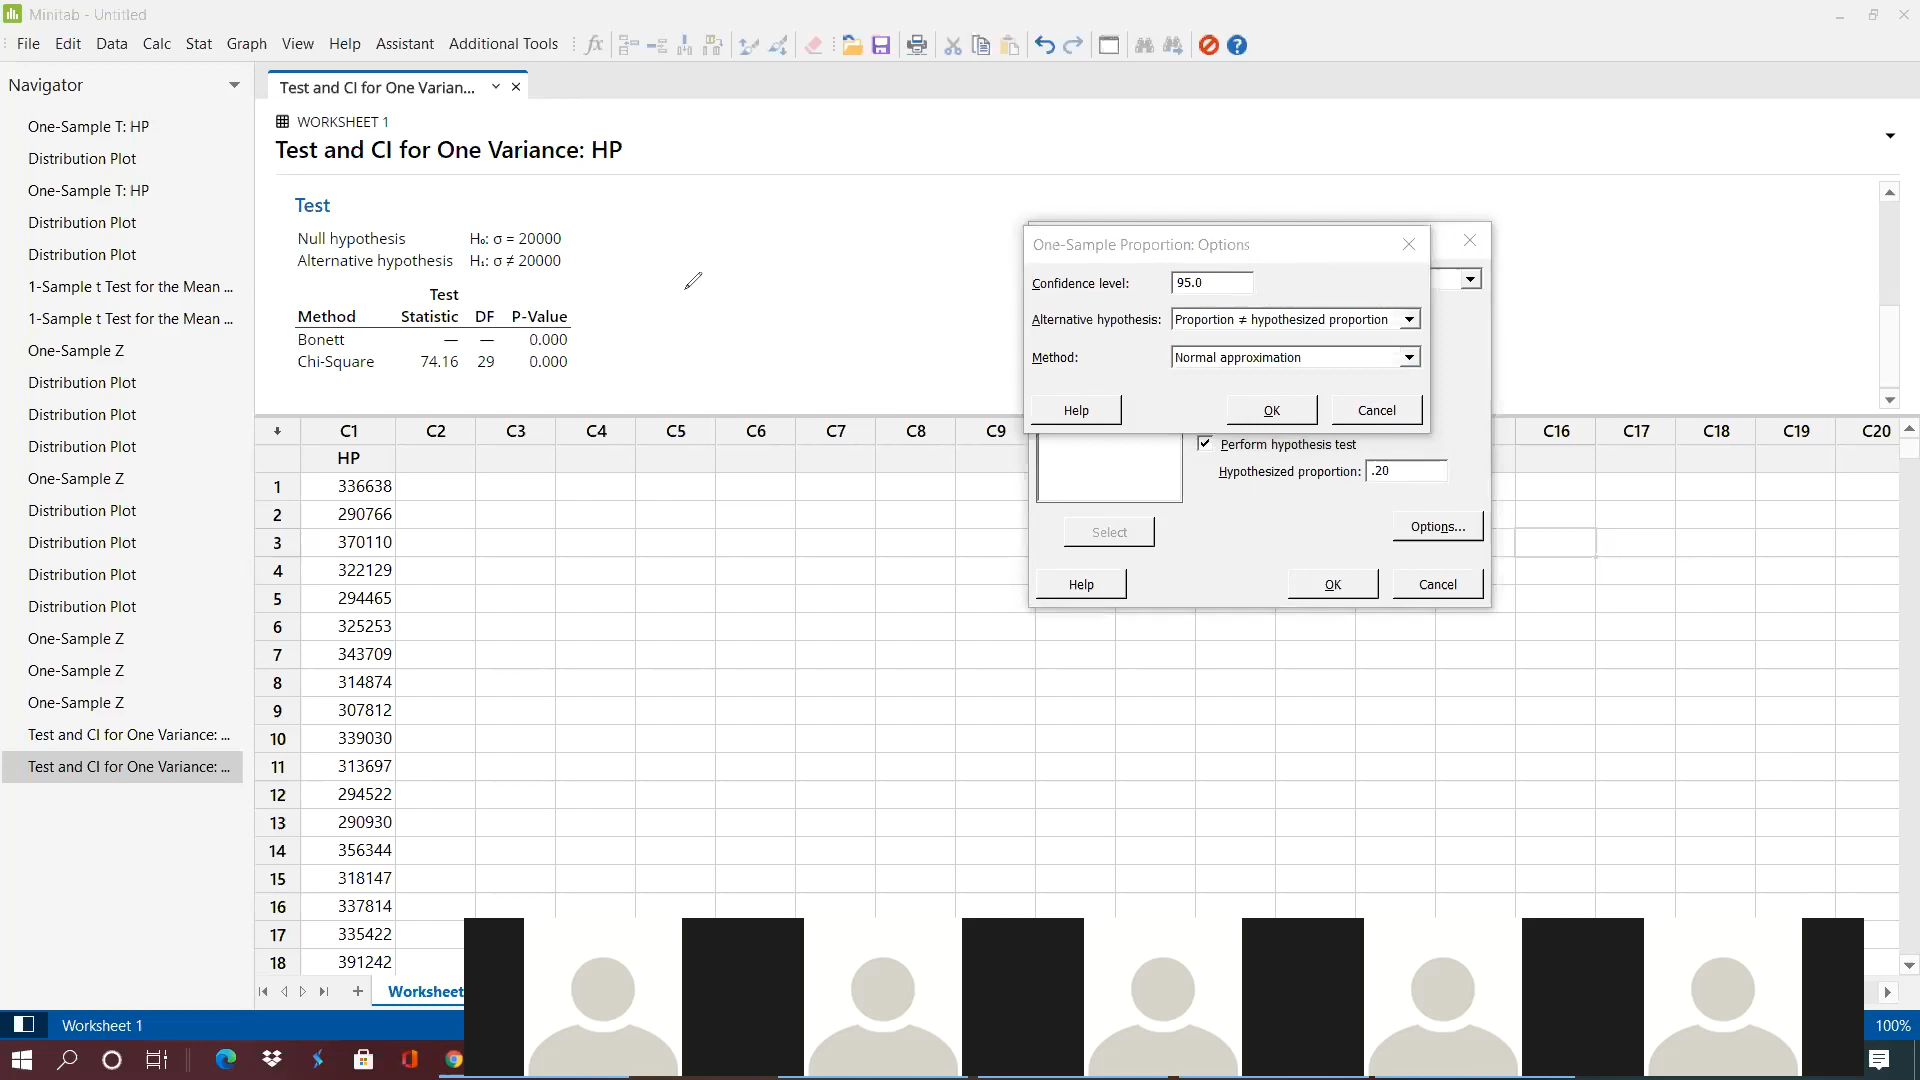 Minitab - Untitled
File Edit Data Calc Stat Graph View Help Assistant Additional Tools fx
Navigator
One-Sample T: HP
Distribution Plot
One-Sample T: HP
Distribution Plot
Distribution Plot
1-Sample t Test for the Mean ...
1-Sample t Test for the Mean ...
One-Sample Z
Distribution Plot
Distribution Plot
Distribution Plot
One-Sample Z
Distribution Plot
Distribution Plot
Distribution Plot
Distribution Plot
One-Sample Z
One-Sample Z
One-Sample Z
Test and CI for One Variance: ...
Test and CI for One Variance: ...
Test and CI for One Varian...
WORKSHEET 1
Test and CI for One Variance: HP
Test
Null hypothesis H₀: σ = 20000
Alternative hypothesis H₁: σ ≠ 20000
Test
Method Statistic DF P-Value
Bonett — — 0.000
Chi-Square 74.16 29 0.000
One-Sample Proportion: Options
Confidence level: 95.0
Alternative hypothesis: Proportion ≠ hypothesized proportion
Method: Normal approximation
Help OK Cancel
Perform hypothesis test
Hypothesized proportion: .20
Select Options...
Help OK Cancel
C1 C2 C3 C4 C5 C6 C7 C8 C9 C16 C17 C18 C19 C20
HP
1 336638
2 290766
3 370110
4 322129
5 294465
6 325253
7 343709
8 314874
9 307812
10 339030
11 313697
12 294522
13 290930
14 356344
15 318147
16 337814
17 335422
18 391242
+ Worksheet
Worksheet 1 100%